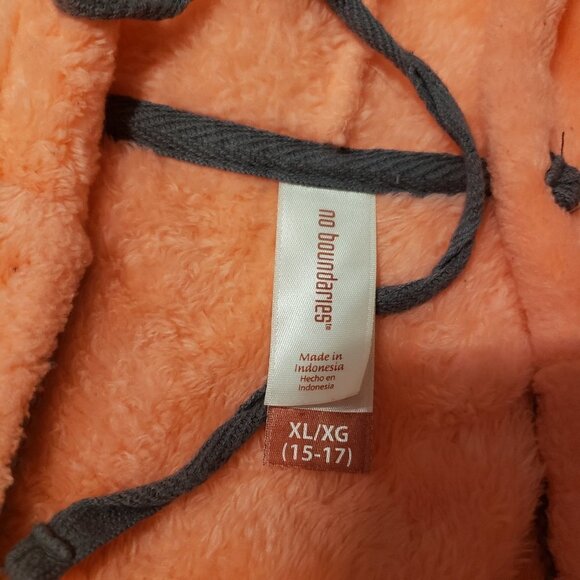 no boundaries™
Made in
Indonesia
Hecho en
Indonesia
XL/XG
(15-17)